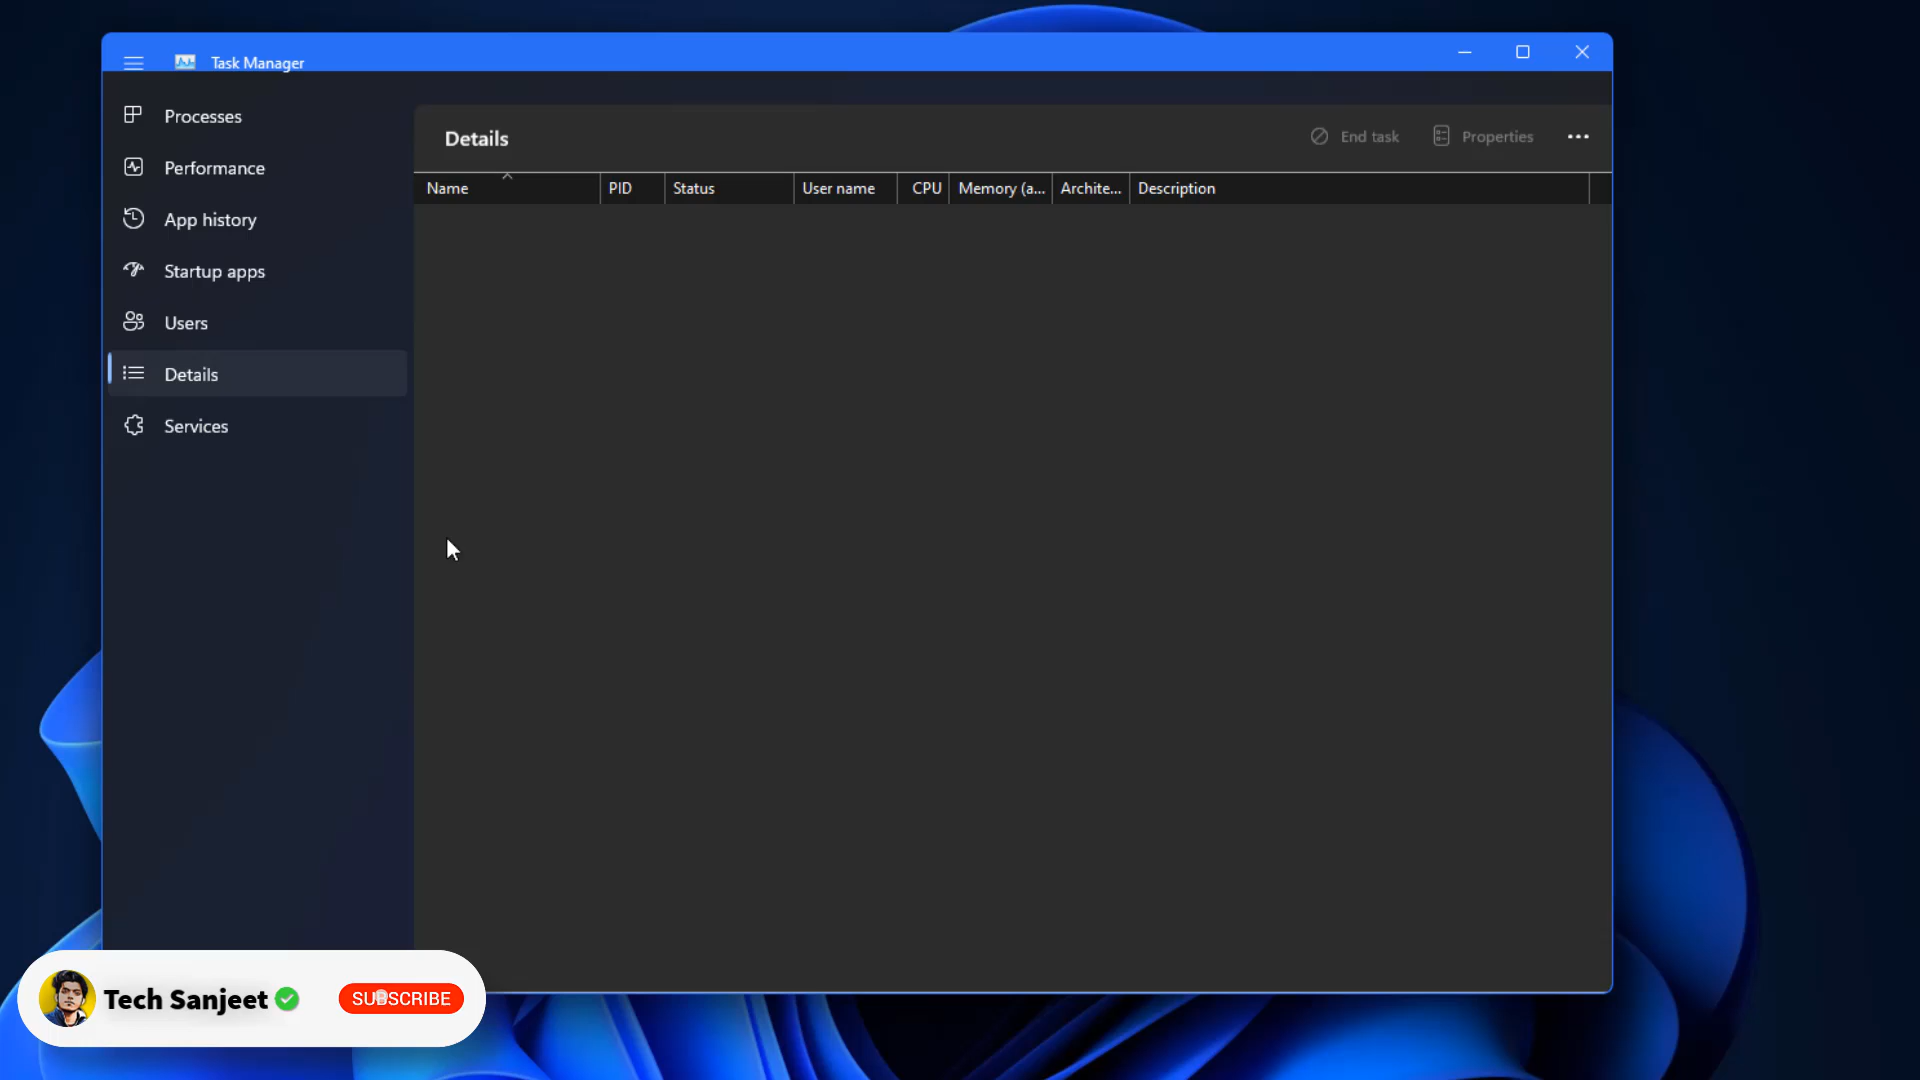 Task Manager
Processes
Performance
App history
Startup apps
Users
Details
Services
Details
End task
Properties
Name PID Status User name CPU Memory (a... Archite... Description
Tech Sanjeet
SUBSCRIBE